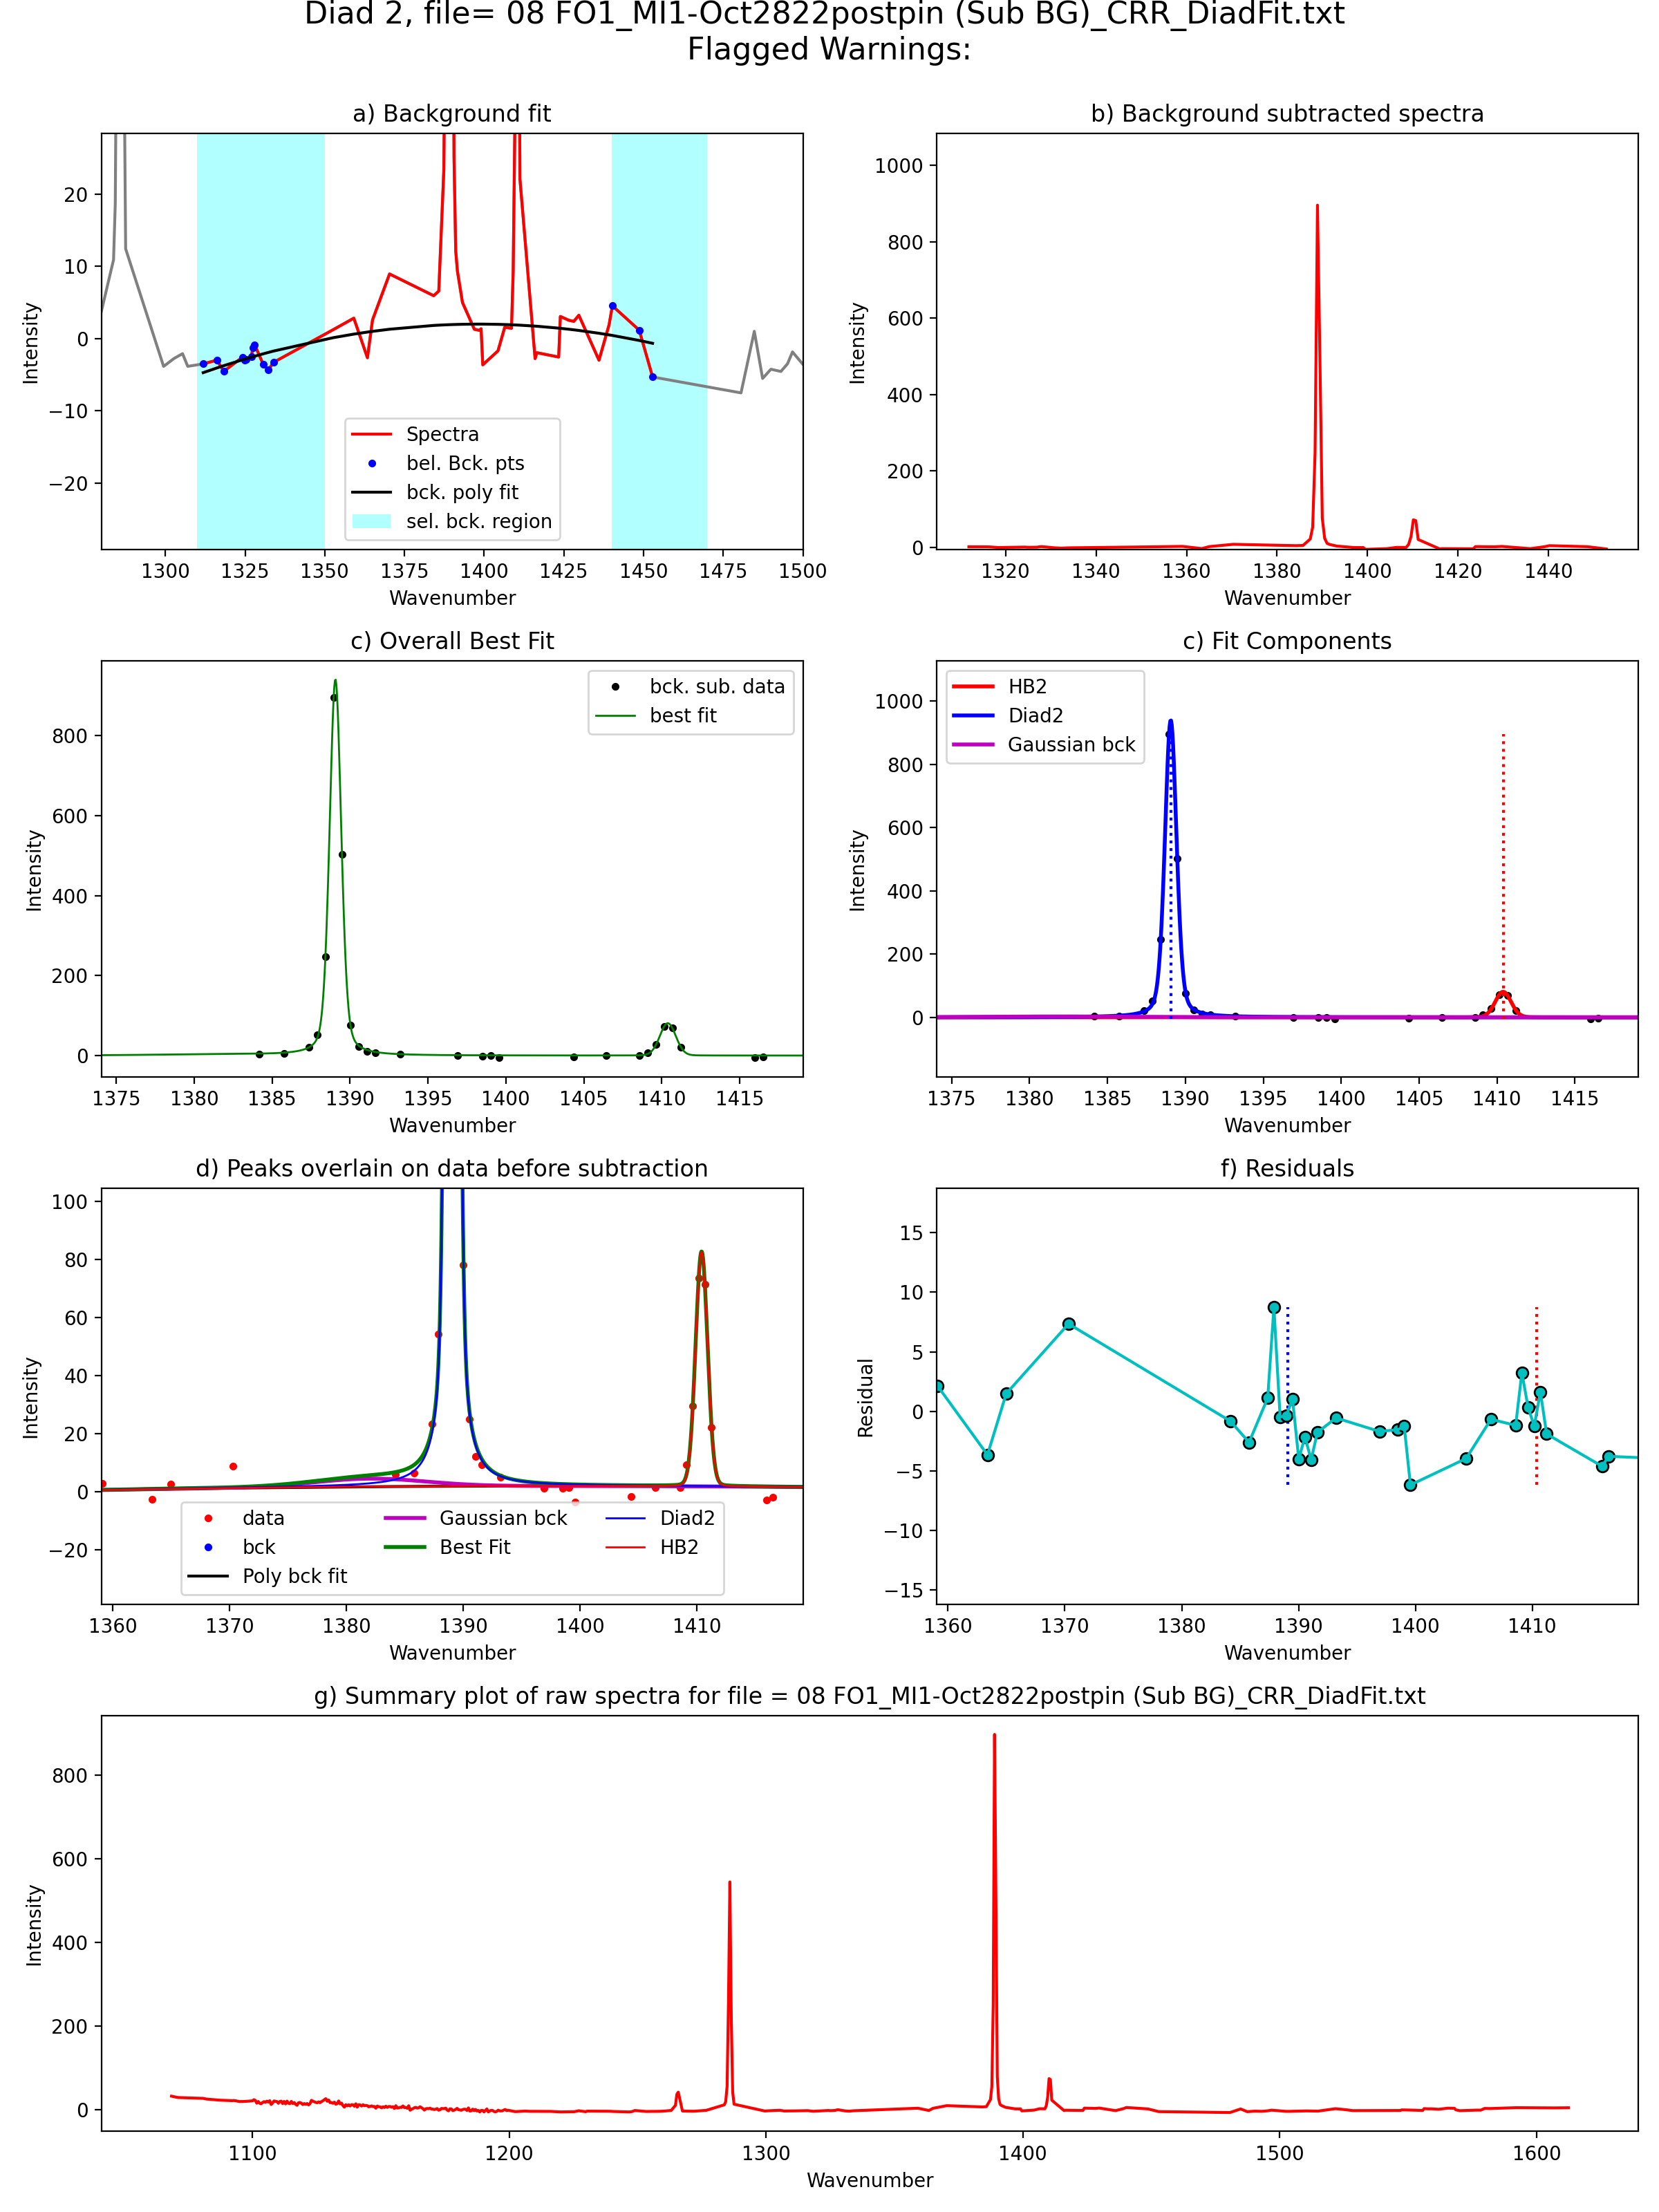 Diad 2, file= 08 FO1_MI1-Oct2822postpin (Sub BG)_CRR_DiadFit.txt
Flagged Warnings:
a) Background fit
Intensity
20
10
0
−10
−20
Spectra
bel. Bck. pts
bck. poly fit
sel. bck. region
1300 1325 1350 1375 1400 1425 1450 1475 1500
Wavenumber
b) Background subtracted spectra
Intensity
1000
800
600
400
200
0
1320 1340 1360 1380 1400 1420 1440
Wavenumber
c) Overall Best Fit
Intensity
800
600
400
200
0
bck. sub. data
best fit
1375 1380 1385 1390 1395 1400 1405 1410 1415
Wavenumber
c) Fit Components
Intensity
1000
800
600
400
200
0
HB2
Diad2
Gaussian bck
1375 1380 1385 1390 1395 1400 1405 1410 1415
Wavenumber
d) Peaks overlain on data before subtraction
Intensity
100
80
60
40
20
0
−20
data
bck
Poly bck fit
Gaussian bck
Best Fit
Diad2
HB2
1360 1370 1380 1390 1400 1410
Wavenumber
f) Residuals
Residual
15
10
5
0
−5
−10
−15
1360 1370 1380 1390 1400 1410
Wavenumber
g) Summary plot of raw spectra for file = 08 FO1_MI1-Oct2822postpin (Sub BG)_CRR_DiadFit.txt
Intensity
800
600
400
200
0
1100 1200 1300 1400 1500 1600
Wavenumber